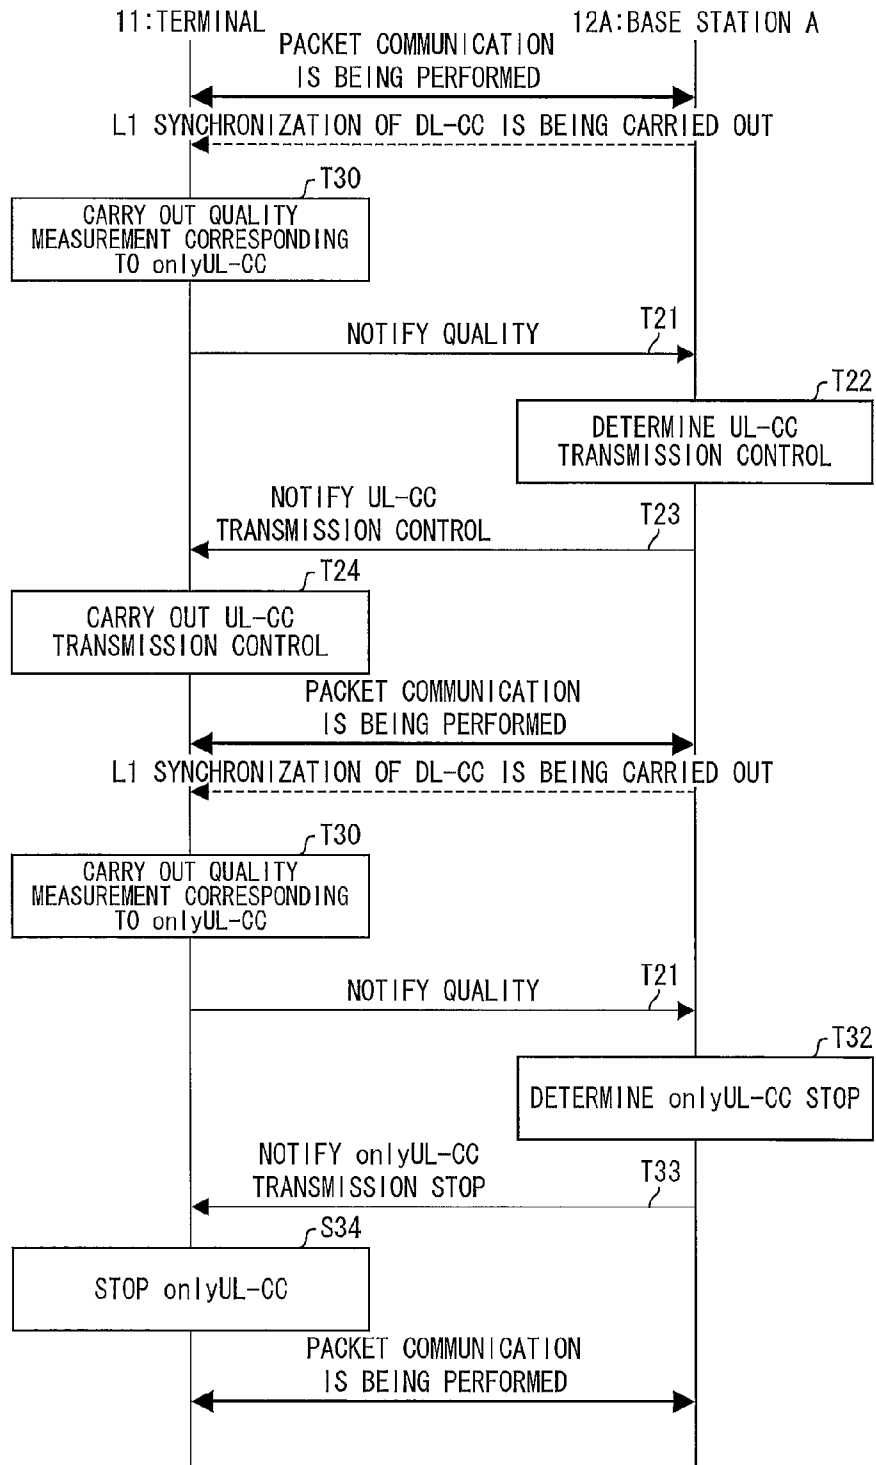 11:TERMINAL
12A:BASE STATION A
PACKET COMMUNICATION
IS BEING PERFORMED
L1 SYNCHRONIZATION OF DL-CC IS BEING CARRIED OUT
T30
CARRY OUT QUALITY
MEASUREMENT CORRESPONDING
TO onlyUL-CC
NOTIFY QUALITY
T21
T22
DETERMINE UL-CC
TRANSMISSION CONTROL
NOTIFY UL-CC
TRANSMISSION CONTROL
T23
T24
CARRY OUT UL-CC
TRANSMISSION CONTROL
PACKET COMMUNICATION
IS BEING PERFORMED
L1 SYNCHRONIZATION OF DL-CC IS BEING CARRIED OUT
T30
CARRY OUT QUALITY
MEASUREMENT CORRESPONDING
TO onlyUL-CC
NOTIFY QUALITY
T21
T32
DETERMINE onlyUL-CC STOP
NOTIFY onlyUL-CC
TRANSMISSION STOP
T33
S34
STOP onlyUL-CC
PACKET COMMUNICATION
IS BEING PERFORMED